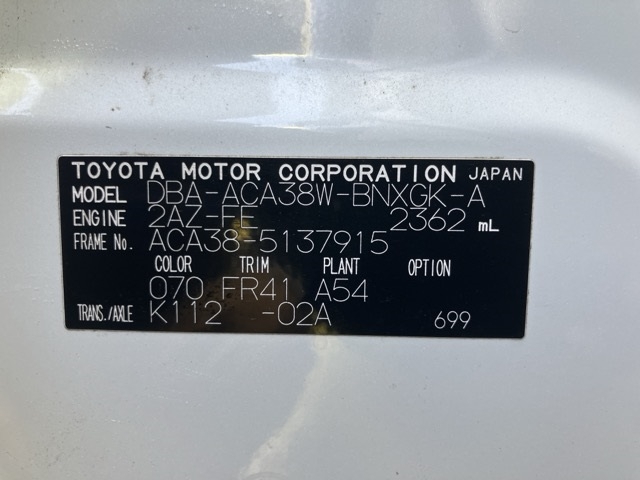 TOYOTA MOTOR CORPORATION JAPAN
MODEL DBA-ACA38W-BNXGK-A
ENGINE 2AZ-FE 2362 mL
FRAME No. ACA38-5137915
COLOR TRIM PLANT OPTION
070 FR41 A54
TRANS./AXLE K112 -02A 699